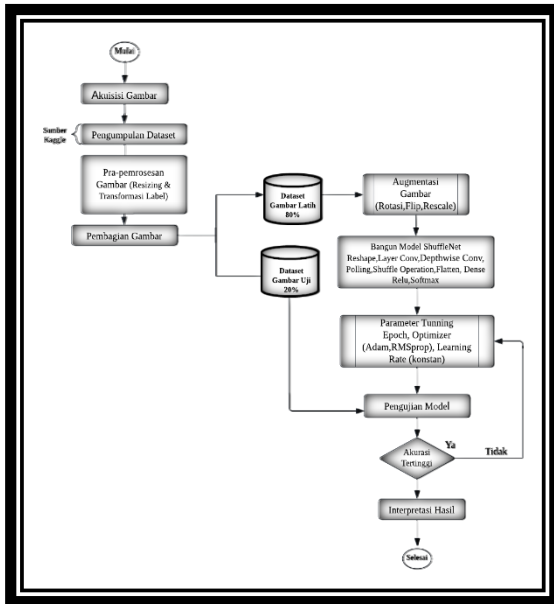 Mulai
Akuisisi Gambar
Sumber
Kaggle
Pengumpulan Dataset
Pra-pemrosesan
Gambar (Resizing &
Transformasi Label)
Pembagian Gambar
Dataset
Gambar Latih
80%
Dataset
Gambar Uji
20%
Augmentasi
Gambar
(Rotasi,Flip,Rescale)
Bangun Model ShuffleNet
Reshape,Layer Conv,Depthwise Conv,
Polling,Shuffle Operation,Flatten, Dense
Relu,Softmax
Parameter Tunning
Epoch, Optimizer
(Adam,RMSprop), Learning
Rate (konstan)
Pengujian Model
Akurasi
Tertinggi
Ya
Tidak
Interpretasi Hasil
Selesai